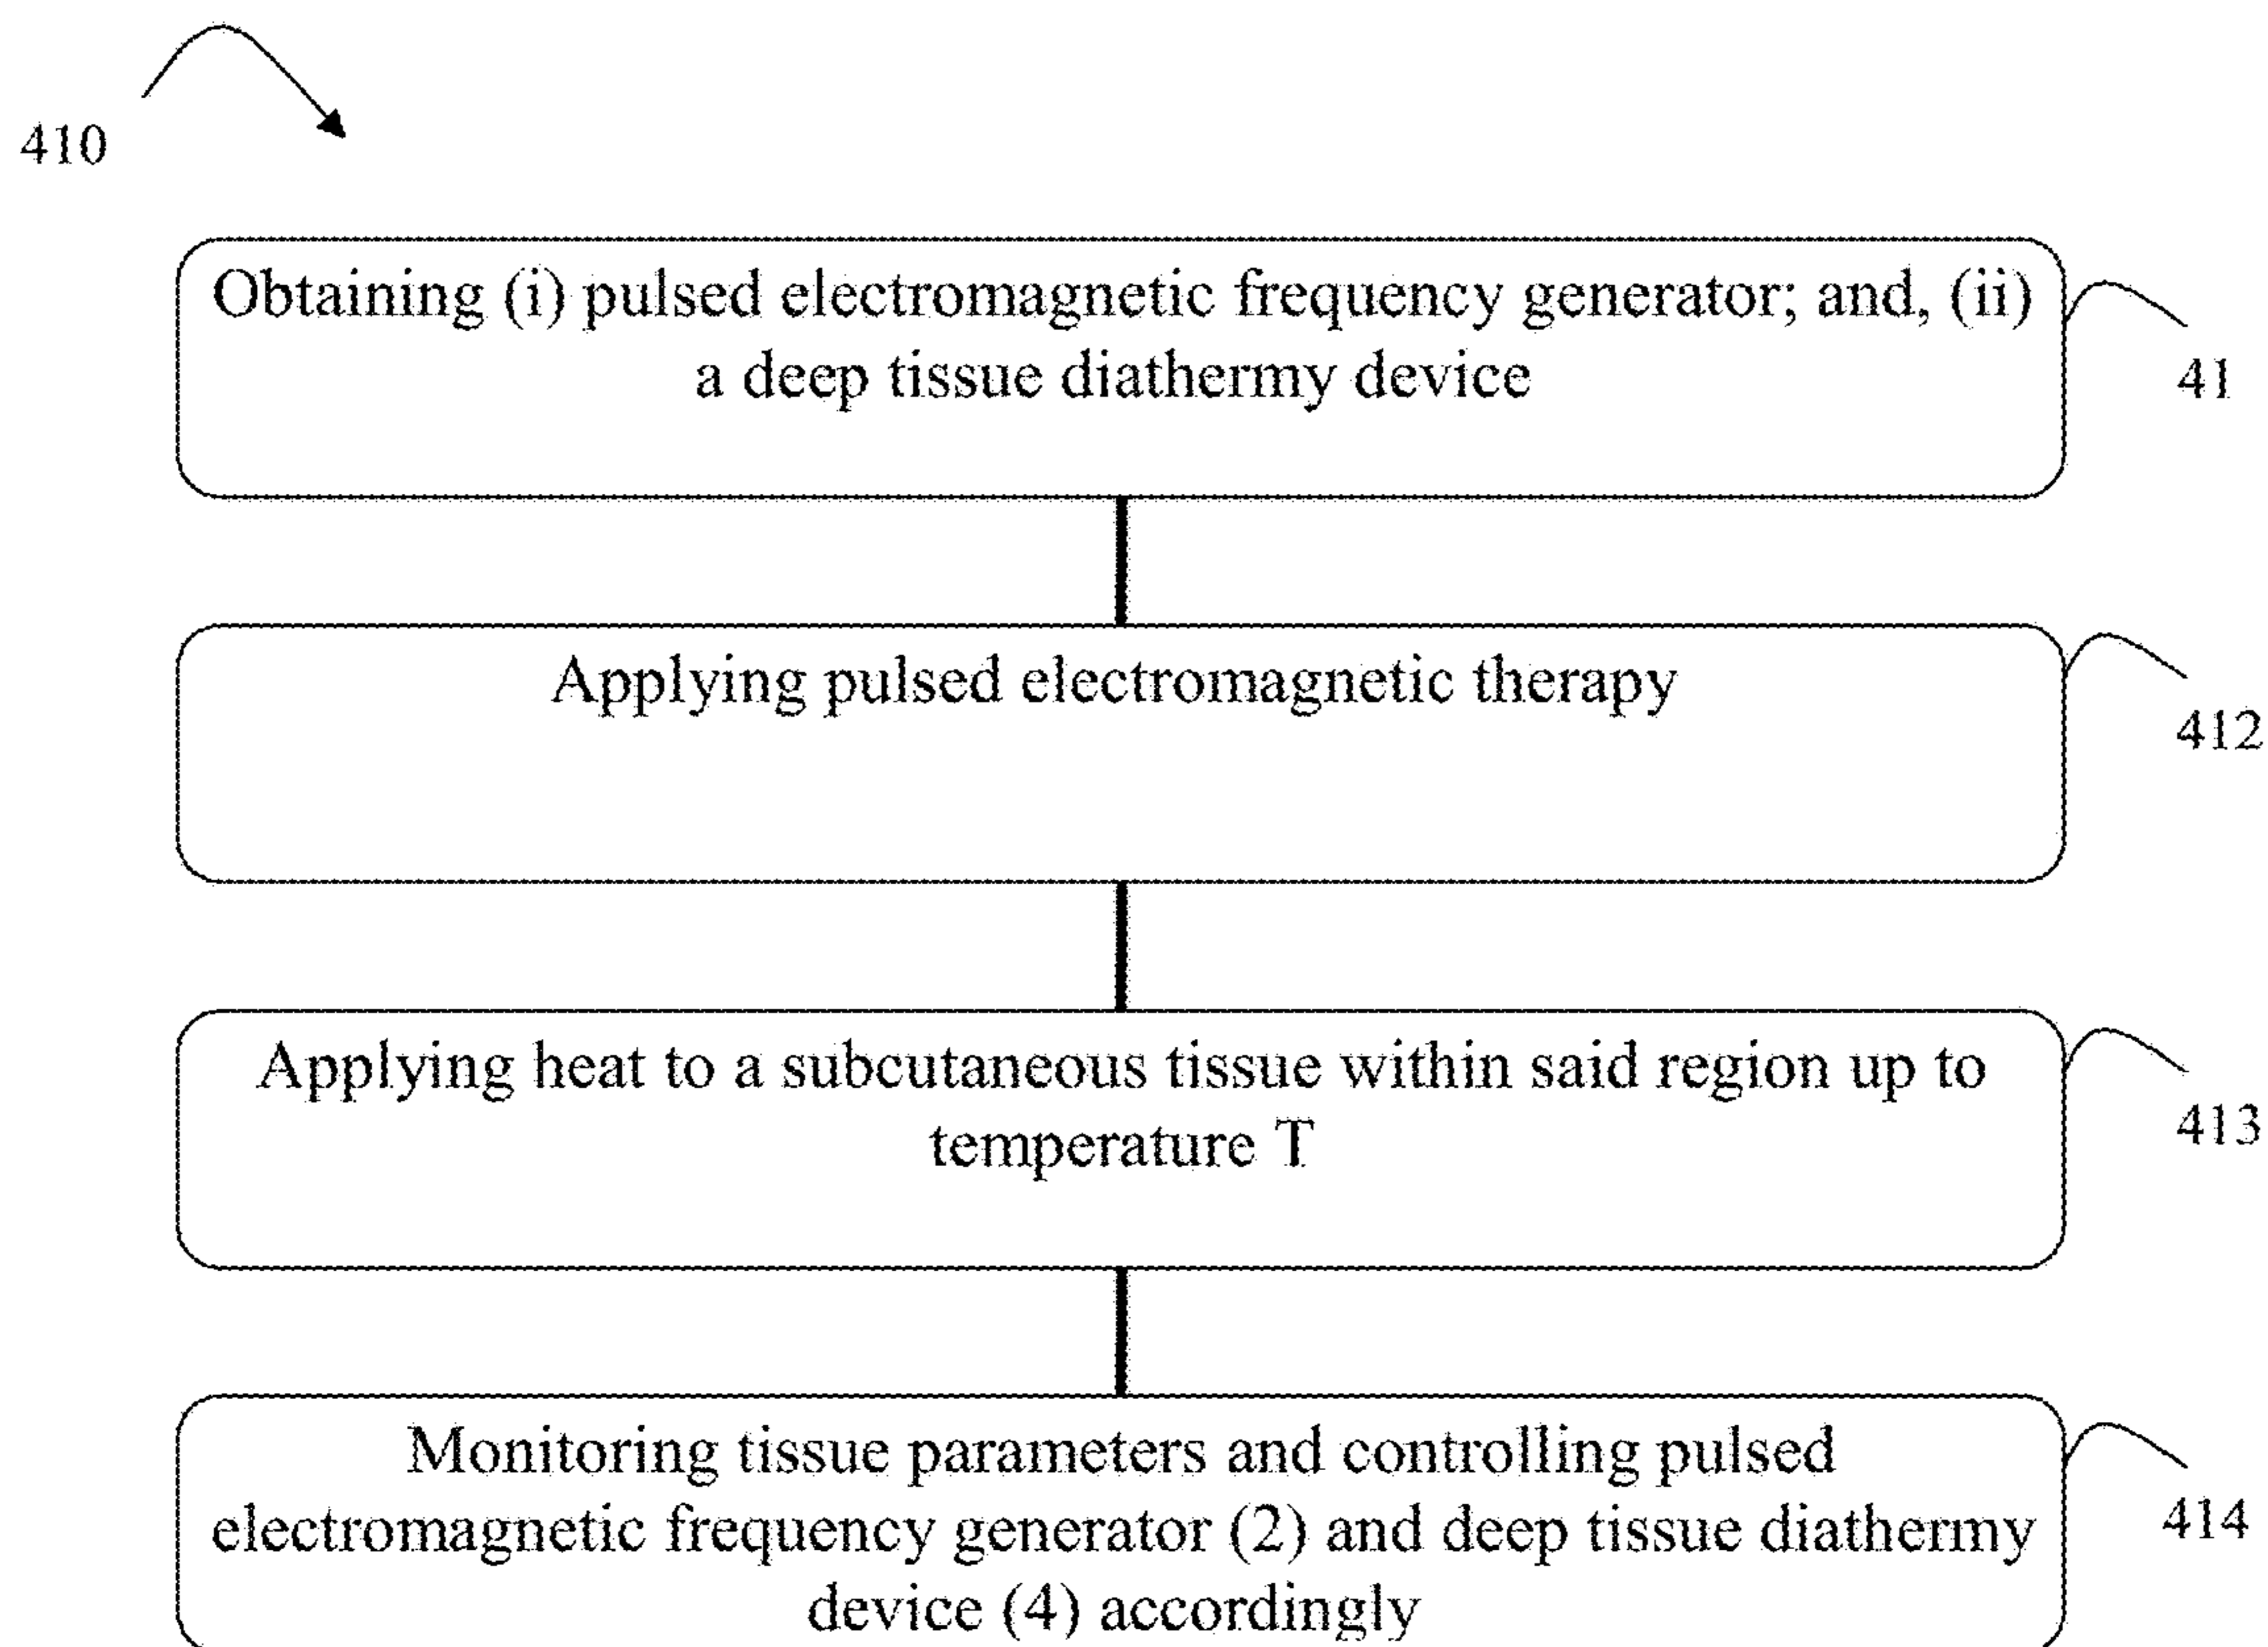 410
Obtaining (i) pulsed electromagnetic frequency generator; and, (ii)
a deep tissue diathermy device
41
Applying pulsed electromagnetic therapy
412
Applying heat to a subcutaneous tissue within said region up to
temperature T
413
Monitoring tissue parameters and controlling pulsed
electromagnetic frequency generator (2) and deep tissue diathermy
device (4) accordingly
414